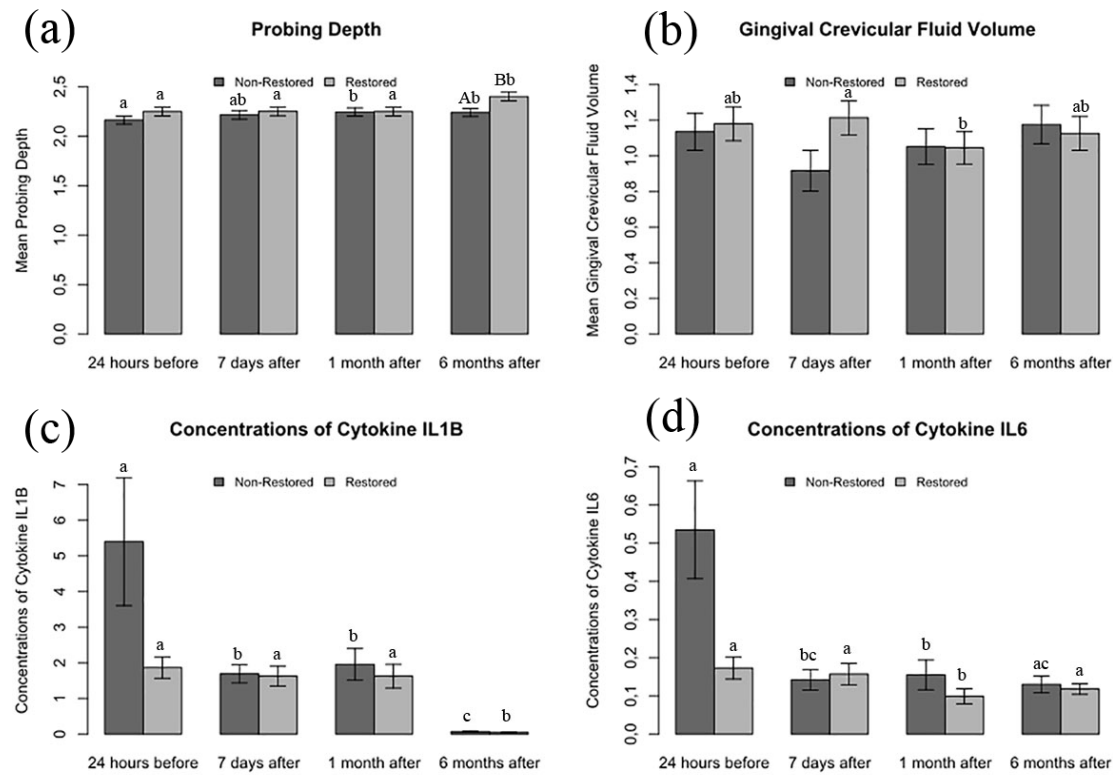 (a)
Probing Depth
Mean Probing Depth
2,5
2,0
1,5
1,0
0,5
0,0
Non-Restored Restored
a a ab a b a Ab Bb
24 hours before 7 days after 1 month after 6 months after
(b)
Gingival Crevicular Fluid Volume
Mean Gingival Crevicular Fluid Volume
1,4
1,2
1,0
0,8
0,6
0,4
0,2
0,0
Non-Restored Restored
ab a b ab
24 hours before 7 days after 1 month after 6 months after
(c)
Concentrations of Cytokine IL1B
Concentrations of Cytokine IL1B
7
6
5
4
3
2
1
0
Non-Restored Restored
a a b a b a c b
24 hours before 7 days after 1 month after 6 months after
(d)
Concentrations of Cytokine IL6
Concentrations of Cytokine IL6
0,7
0,6
0,5
0,4
0,3
0,2
0,1
0,0
Non-Restored Restored
a a bc a b b ac a
24 hours before 7 days after 1 month after 6 months after